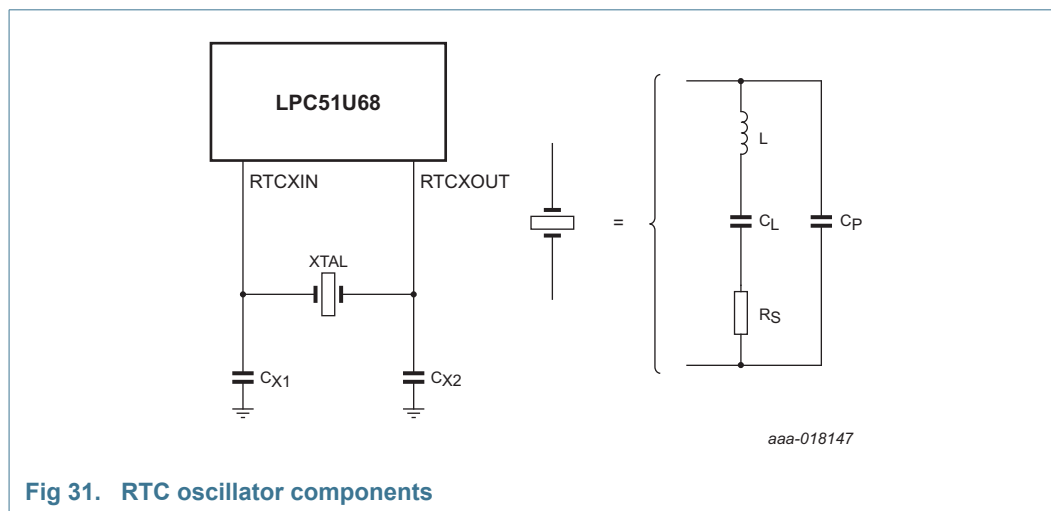 LPC51U68
RTCXIN
RTCXOUT
XTAL
CX1
CX2
=
L
CL
CP
RS
aaa-018147
Fig 31. RTC oscillator components